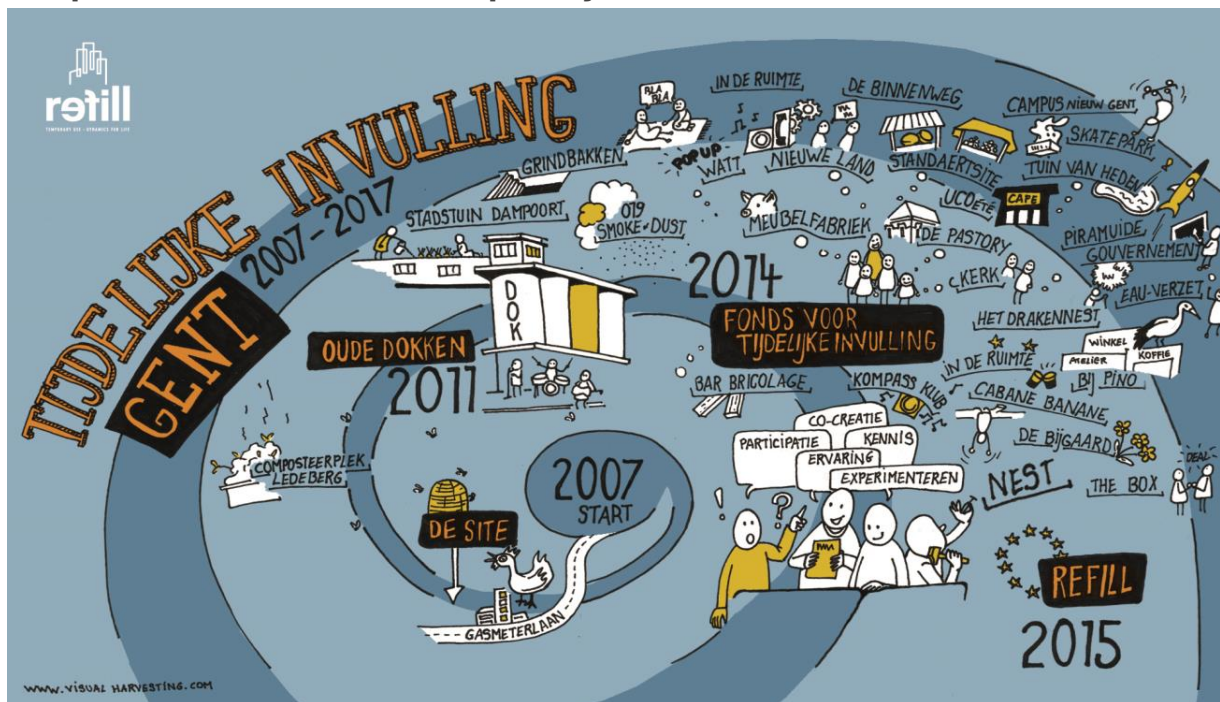 refill
TEMPORARY USE - DYNAMICS FOR LIFE
TIJDELIJKE INVULLING
GENT 2007-2017
BLA
BLA
IN DE RUIMTE
DE BINNENWEG
CAMPUS NIEUW GENT
SKATEPARK
GRINDBAKKEN
POP UP
WATT
NIEUWE LAND
STANDAERTSITE
TUIN VAN HEDEN
STADSTUIN DAMPOORT
019
SMOKE & DUST
MEUBELFABRIEK
UCOETÉ
CAFÉ
DE PASTORY
PIRAMUIDE
GOUVERNEMENT
KERK
EAU-VERZET
DOK
2014
FONDS VOOR
TIJDELIJKE INVULLING
HET DRAKENNEST
WINKEL
ATELIER
KOFFIE
BIJ PINO
OUDE DOKKEN
2011
BAR BRICOLAGE
KOMPASS KLUB
IN DE RUIMTE
CABANE BANANE
DE BIJGAARD
CO-CREATIE
PARTICIPATIE
KENNIS
ERVARING
EXPERIMENTEREN
NEST
THE BOX
DEAL
COMPOSTEERPLEK
LEDEBERG
2007
START
DE SITE
! ?
GASMETERLAAN
REFILL
2015
WWW.VISUAL HARVESTING.COM